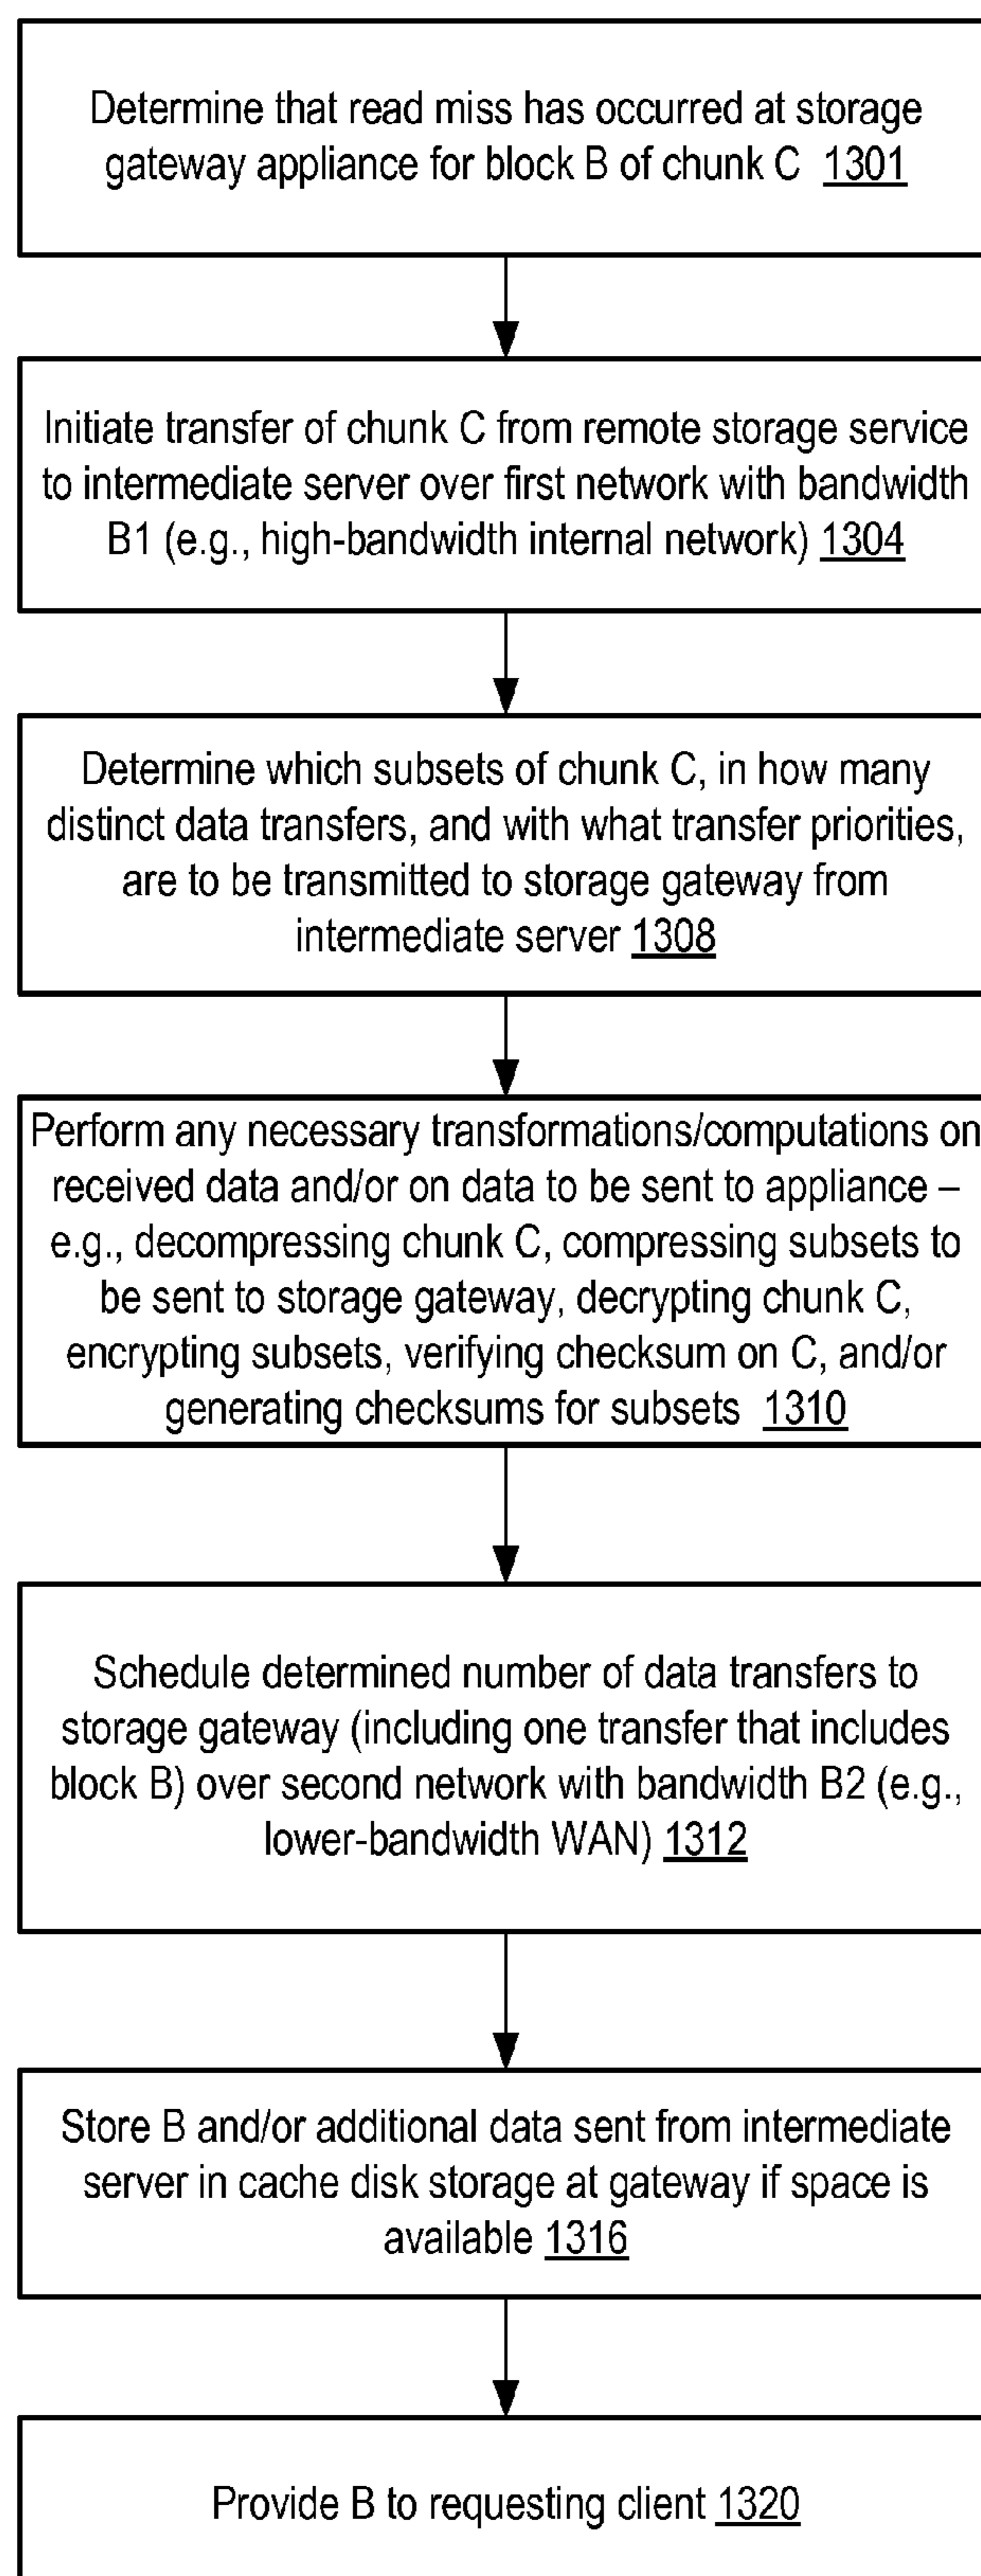 Determine that read miss has occurred at storage
gateway appliance for block B of chunk C 1301
Initiate transfer of chunk C from remote storage service
to intermediate server over first network with bandwidth
B1 (e.g., high-bandwidth internal network) 1304
Determine which subsets of chunk C, in how many
distinct data transfers, and with what transfer priorities,
are to be transmitted to storage gateway from
intermediate server 1308
Perform any necessary transformations/computations on
received data and/or on data to be sent to appliance –
e.g., decompressing chunk C, compressing subsets to
be sent to storage gateway, decrypting chunk C,
encrypting subsets, verifying checksum on C, and/or
generating checksums for subsets 1310
Schedule determined number of data transfers to
storage gateway (including one transfer that includes
block B) over second network with bandwidth B2 (e.g.,
lower-bandwidth WAN) 1312
Store B and/or additional data sent from intermediate
server in cache disk storage at gateway if space is
available 1316
Provide B to requesting client 1320